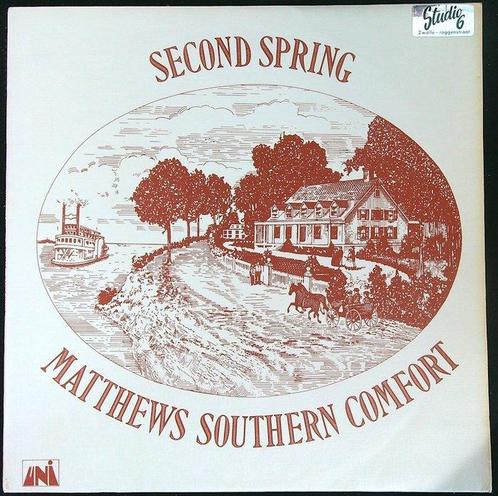 Studio
6
Zwolle - roggenstraat
SECOND SPRING
MATTHEWS SOUTHERN COMFORT
UNI